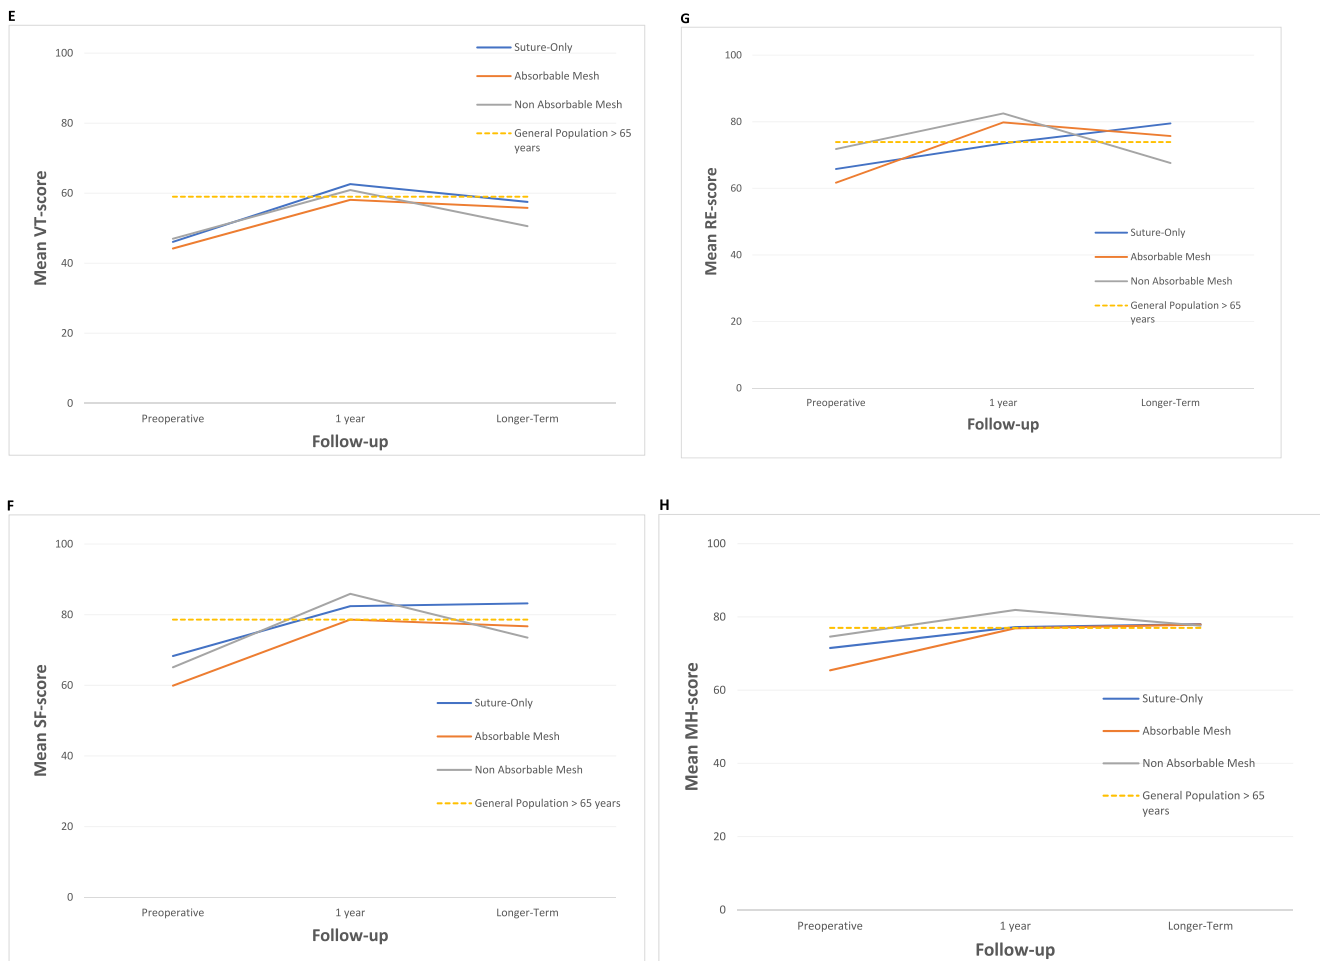 E
Mean VT-score
100
80
60
40
20
0
Suture-Only
Absorbable Mesh
Non Absorbable Mesh
General Population > 65
years
Preoperative
1 year
Longer-Term
Follow-up
G
Mean RE-score
100
80
60
40
20
0
Suture-Only
Absorbable Mesh
Non Absorbable Mesh
General Population > 65
years
Preoperative
1 year
Longer-Term
Follow-up
F
Mean SF-score
100
80
60
40
20
0
Suture-Only
Absorbable Mesh
Non Absorbable Mesh
General Population > 65 years
Preoperative
1 year
Longer-Term
Follow-up
H
Mean MH-score
100
80
60
40
20
0
Suture-Only
Absorbable Mesh
Non Absorbable Mesh
General Population > 65
years
Preoperative
1 year
Longer-Term
Follow-up